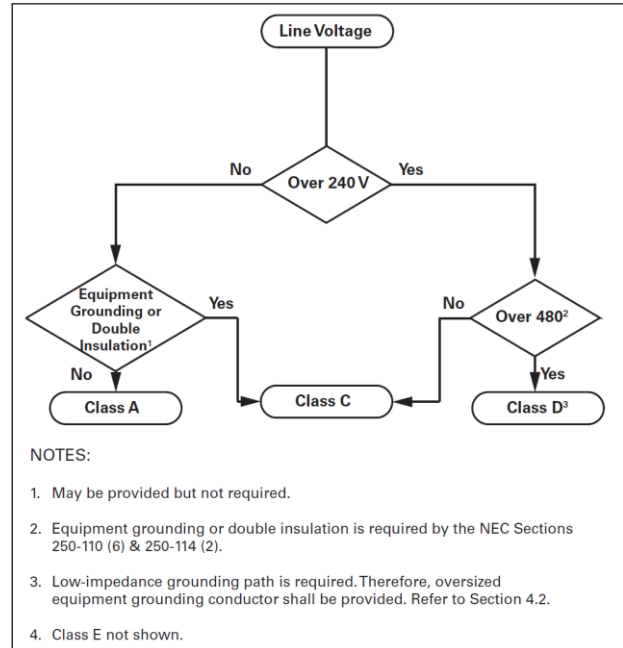 Line Voltage
No
Over 240 V
Yes
Equipment
Grounding or
Double
Insulation¹
Yes
No
Over 480²
No
Yes
Class A
Class C
Class D³
NOTES:
1. May be provided but not required.
2. Equipment grounding or double insulation is required by the NEC Sections
250-110 (6) & 250-114 (2).
3. Low-impedance grounding path is required. Therefore, oversized
equipment grounding conductor shall be provided. Refer to Section 4.2.
4. Class E not shown.